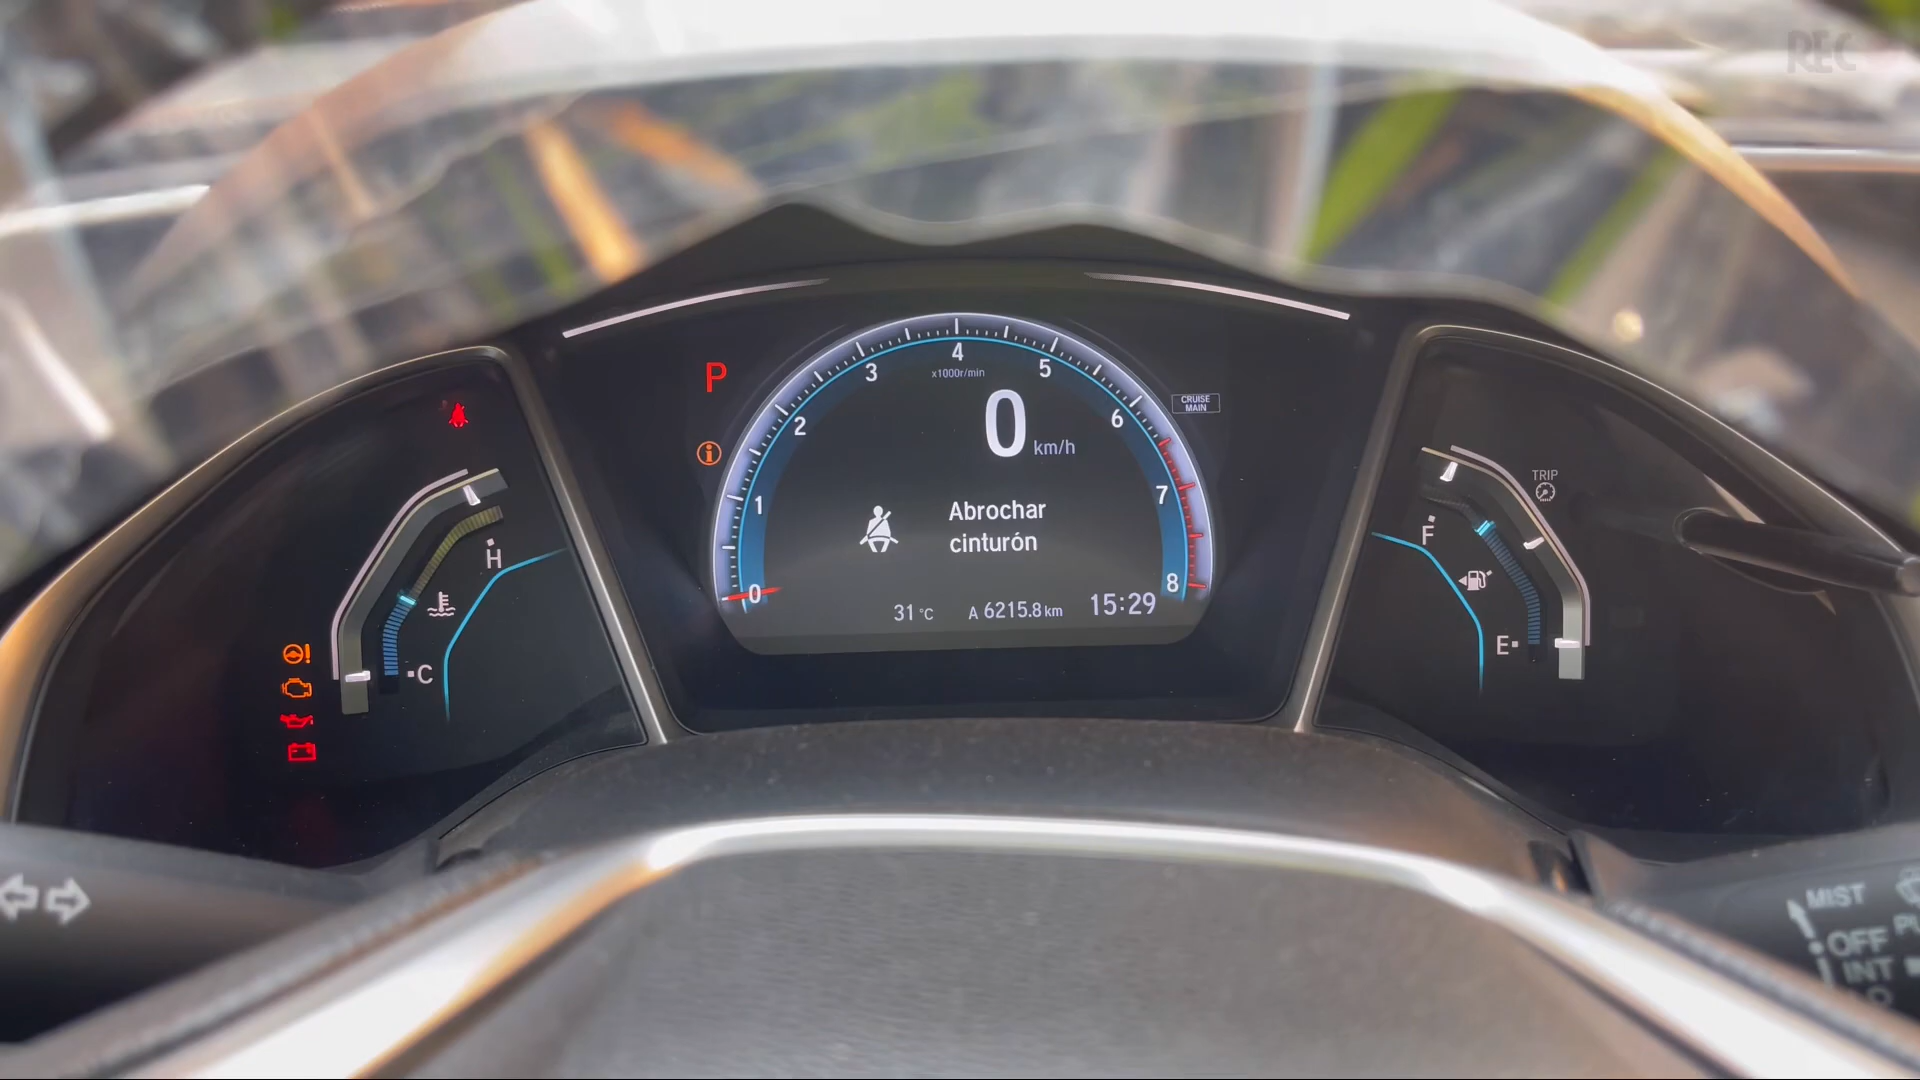 REC
P
4
3
5
x1000r/min
2
6
0
km/h
CRUISE
MAIN
1
7
Abrochar
cinturón
0
8
31 °C
A 6215.8 km
15:29
H
C
TRIP
F
E
MIST
OFF
INT